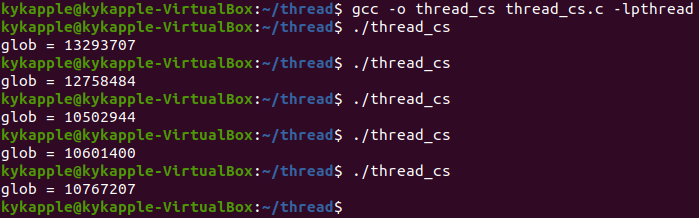 kykapple@kykapple-VirtualBox:~/thread$ gcc -o thread_cs thread_cs.c -lpthread
kykapple@kykapple-VirtualBox:~/thread$ ./thread_cs
glob = 13293707
kykapple@kykapple-VirtualBox:~/thread$ ./thread_cs
glob = 12758484
kykapple@kykapple-VirtualBox:~/thread$ ./thread_cs
glob = 10502944
kykapple@kykapple-VirtualBox:~/thread$ ./thread_cs
glob = 10601400
kykapple@kykapple-VirtualBox:~/thread$ ./thread_cs
glob = 10767207
kykapple@kykapple-VirtualBox:~/thread$